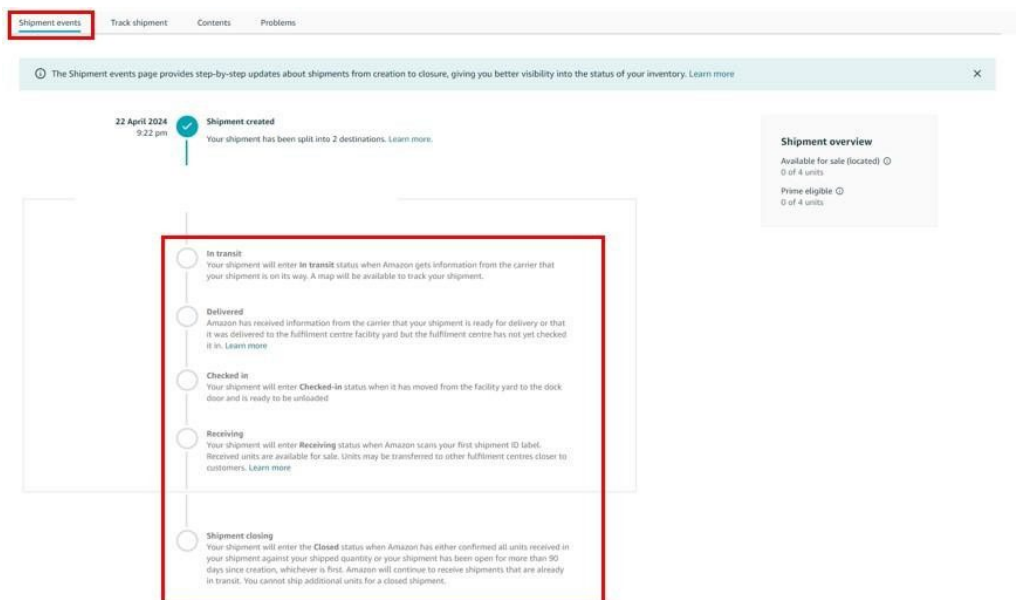 Shipment events Track shipment Contents Problems
The Shipment events page provides step-by-step updates about shipments from creation to closure, giving you better visibility into the status of your inventory. Learn more
22 April 2024
9:22 pm
Shipment created
Your shipment has been split into 2 destinations. Learn more.
Shipment overview
Available for sale (located)
0 of 4 units
Prime eligible
0 of 4 units
In transit
Your shipment will enter In transit status when Amazon gets information from the carrier that
your shipment is on its way. A map will be available to track your shipment.
Delivered
Amazon has received information from the carrier that your shipment is ready for delivery or that
it was delivered to the fulfilment centre facility yard but the fulfilment centre has not yet checked
it in. Learn more
Checked in
Your shipment will enter Checked-in status when it has moved from the facility yard to the dock
door and is ready to be unloaded
Receiving
Your shipment will enter Receiving status when Amazon scans your first shipment ID label.
Received units are available for sale. Units may be transferred to other fulfilment centres closer to
customers. Learn more
Shipment closing
Your shipment will enter the Closed status when Amazon has either confirmed all units received in
your shipment against your shipped quantity or your shipment has been open for more than 90
days since creation, whichever is first. Amazon will continue to receive shipments that are already
in transit. You cannot ship additional units for a closed shipment.